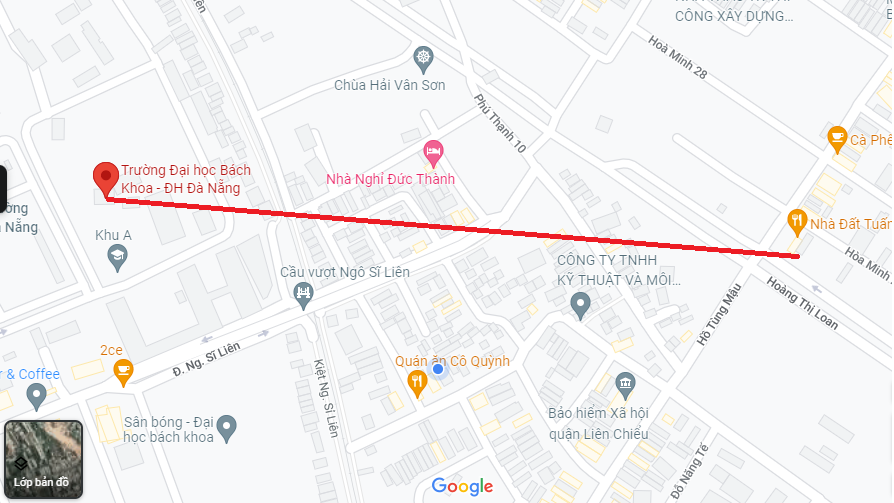 CÔNG XÂY DỰNG...
Hoà Minh 28
Chùa Hải Vân Sơn
Phú Thạnh 10
Cà Phê
Trường Đại học Bách
Khoa - ĐH Đà Nẵng
Nhà Nghỉ Đức Thành
Nẵng
Nhà Đất Tuấn
Khu A
Cầu vượt Ngô Sĩ Liên
CÔNG TY TNHH
KỸ THUẬT VÀ MÔI...
Hòa Minh
Hoàng Thị Loan
Hồ Tùng Mậu
Đ. Ng. Sĩ Liên
2ce
& Coffee
Kiệt Ng. Sĩ Liên
Quán ăn Cô Quỳnh
Sân bóng - Đại
học bách khoa
Bảo hiểm Xã hội
quận Liên Chiểu
Đỗ Năng Tế
Lớp bản đồ
Google